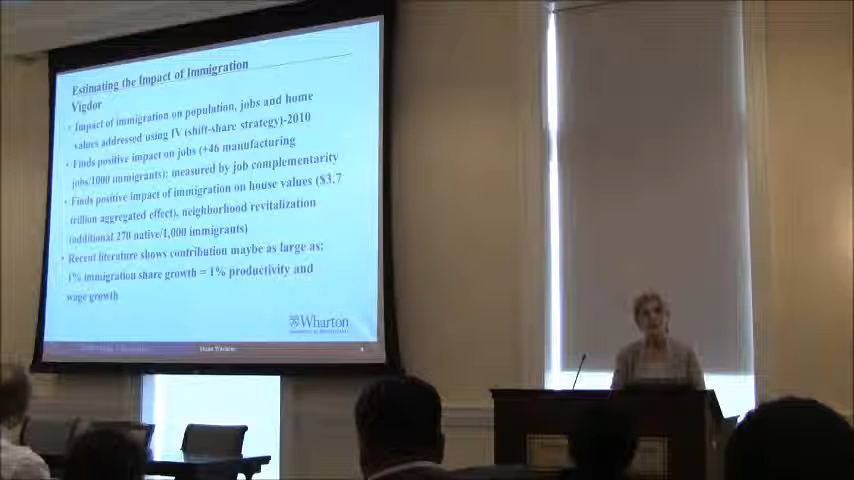 Estimating the Impact of Immigration
Vigdor
• Impact of immigration on population, jobs and home
values addressed using IV (shift-share strategy)-2010
• Finds positive impact on jobs (+46 manufacturing
jobs/1000 immigrants); measured by job complementarity
• Finds positive impact of immigration on house values ($3.7
trillion aggregated effect), neighborhood revitalization
(additional 270 native/1,000 immigrants)
• Recent literature shows contribution maybe as large as:
1% immigration share growth = 1% productivity and
wage growth
Wharton